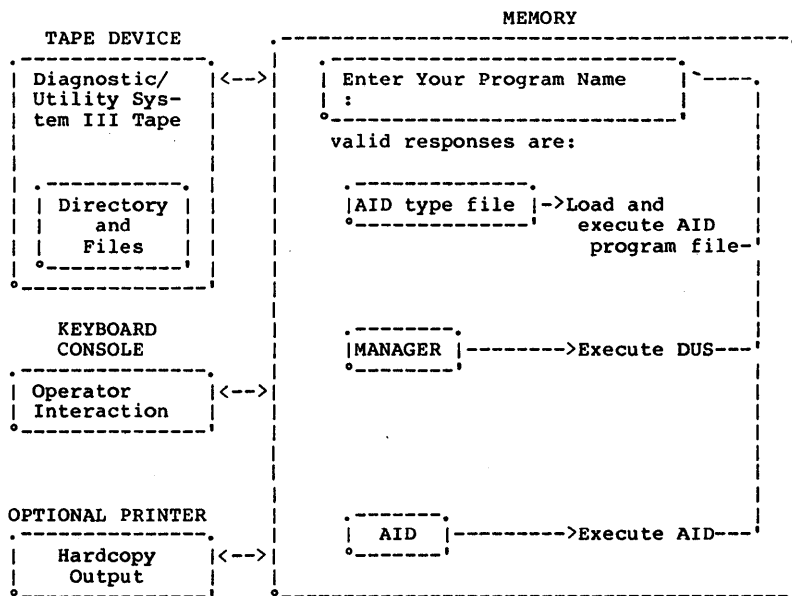 MEMORY
TAPE DEVICE
Diagnostic/
Utility Sys-
tem III Tape
Directory
and
Files
KEYBOARD
CONSOLE
Operator
Interaction
OPTIONAL PRINTER
Hardcopy
Output
Enter Your Program Name
:
valid responses are:
AID type file ->Load and
execute AID
program file-
MANAGER -------->Execute DUS---
AID -------->Execute AID---